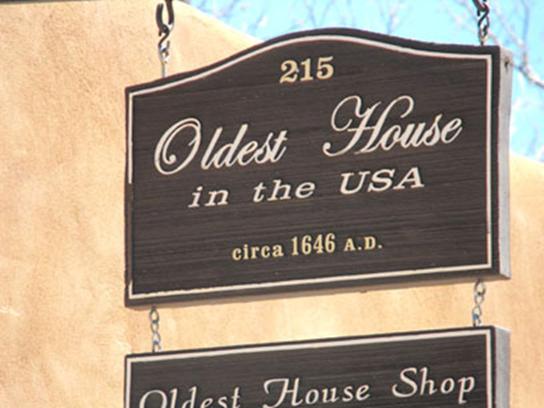 215
Oldest House
in the USA
circa 1646 A.D.
Oldest House Shop